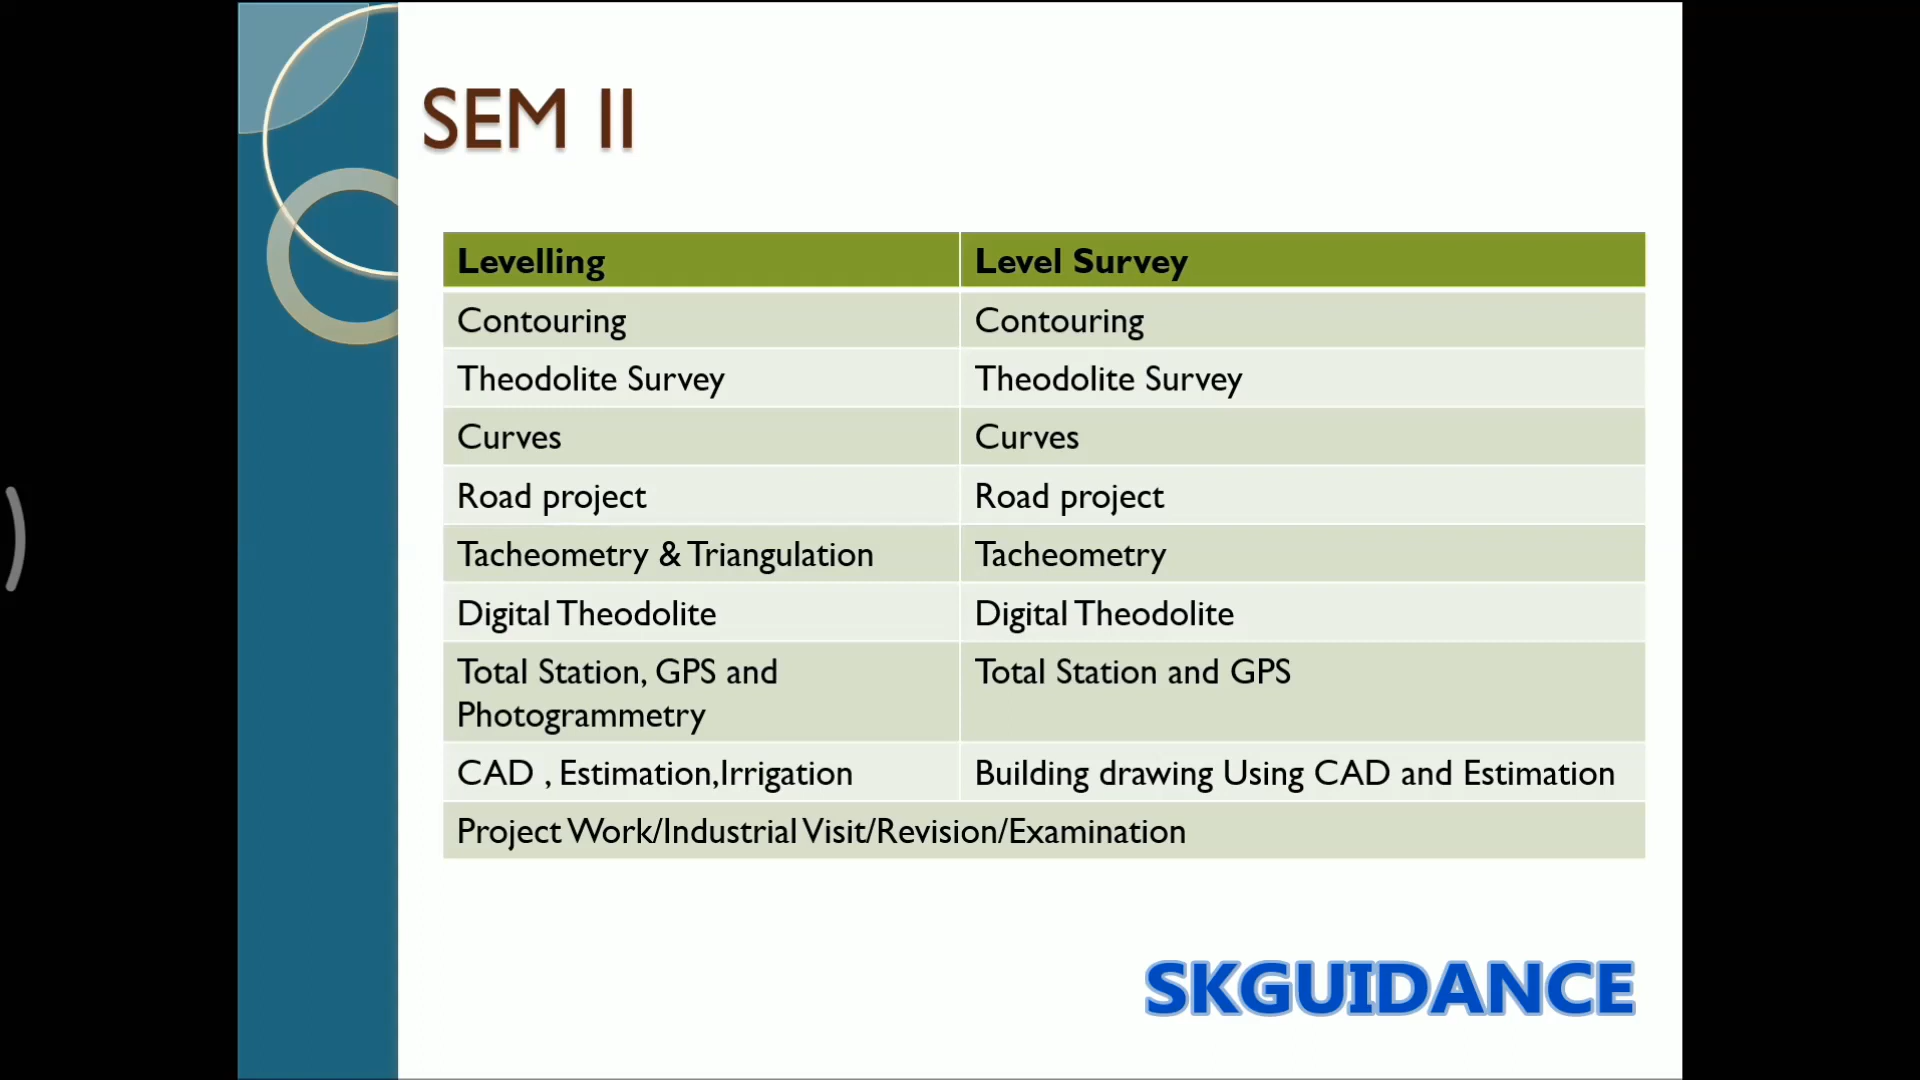 SEM II
Levelling Level Survey
Contouring Contouring
Theodolite Survey Theodolite Survey
Curves Curves
Road project Road project
Tacheometry & Triangulation Tacheometry
Digital Theodolite Digital Theodolite
Total Station, GPS and Total Station and GPS
Photogrammetry
CAD , Estimation,Irrigation Building drawing Using CAD and Estimation
Project Work/Industrial Visit/Revision/Examination
SKGUIDANCE